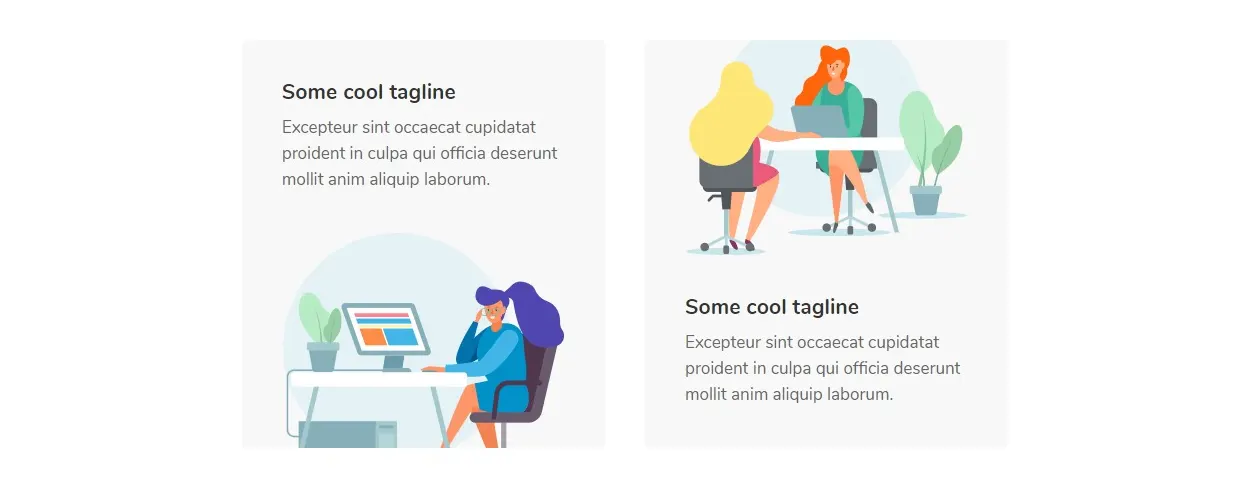 Some cool tagline
Excepteur sint occaecat cupidatat
proident in culpa qui officia deserunt
mollit anim aliquip laborum.
Some cool tagline
Excepteur sint occaecat cupidatat
proident in culpa qui officia deserunt
mollit anim aliquip laborum.